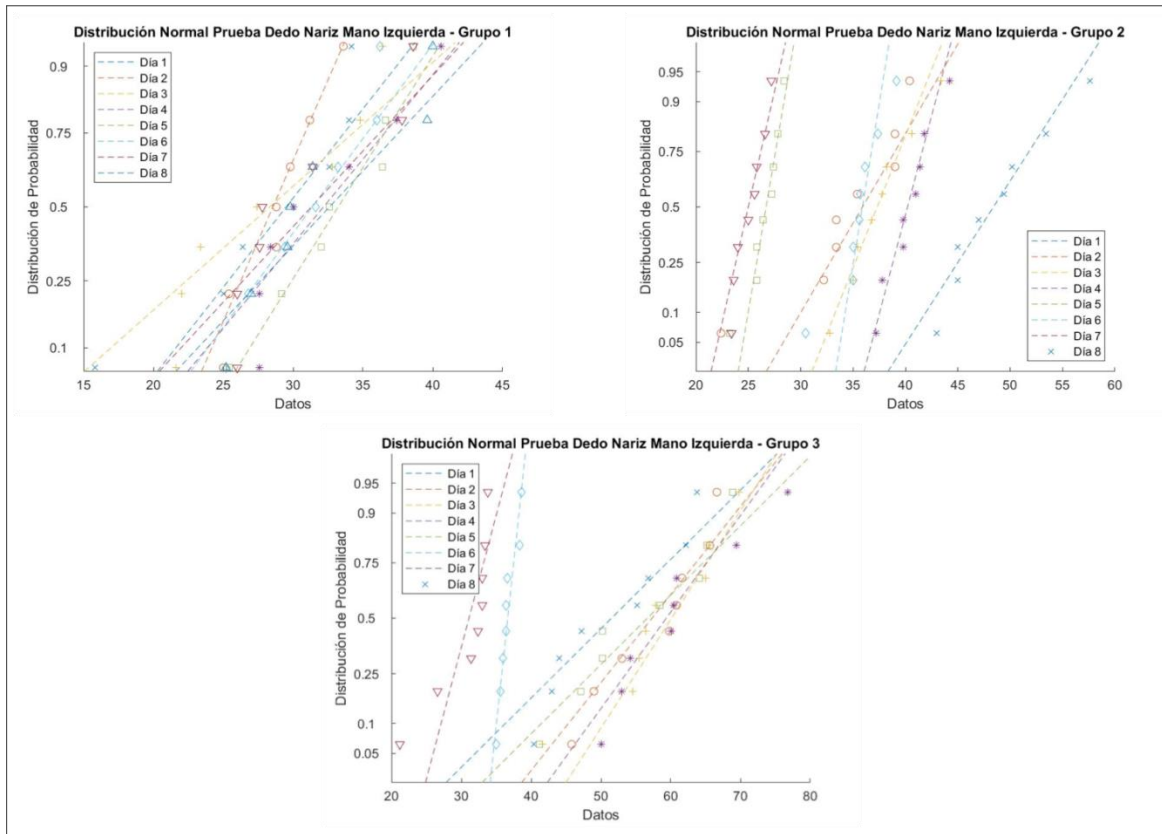 Distribución Normal Prueba Dedo Nariz Mano Izquierda - Grupo 1
Distribución de Probabilidad
0.9
0.75
0.5
0.25
0.1
Día 1
Día 2
Día 3
Día 4
Día 5
Día 6
Día 7
Día 8
15 20 25 30 35 40 45
Datos
Distribución Normal Prueba Dedo Nariz Mano Izquierda - Grupo 2
Distribución de Probabilidad
0.95
0.9
0.75
0.5
0.25
0.1
0.05
Día 1
Día 2
Día 3
Día 4
Día 5
Día 6
Día 7
Día 8
20 25 30 35 40 45 50 55 60
Datos
Distribución Normal Prueba Dedo Nariz Mano Izquierda - Grupo 3
Distribución de Probabilidad
0.95
0.9
0.75
0.5
0.25
0.1
0.05
Día 1
Día 2
Día 3
Día 4
Día 5
Día 6
Día 7
Día 8
20 30 40 50 60 70 80
Datos